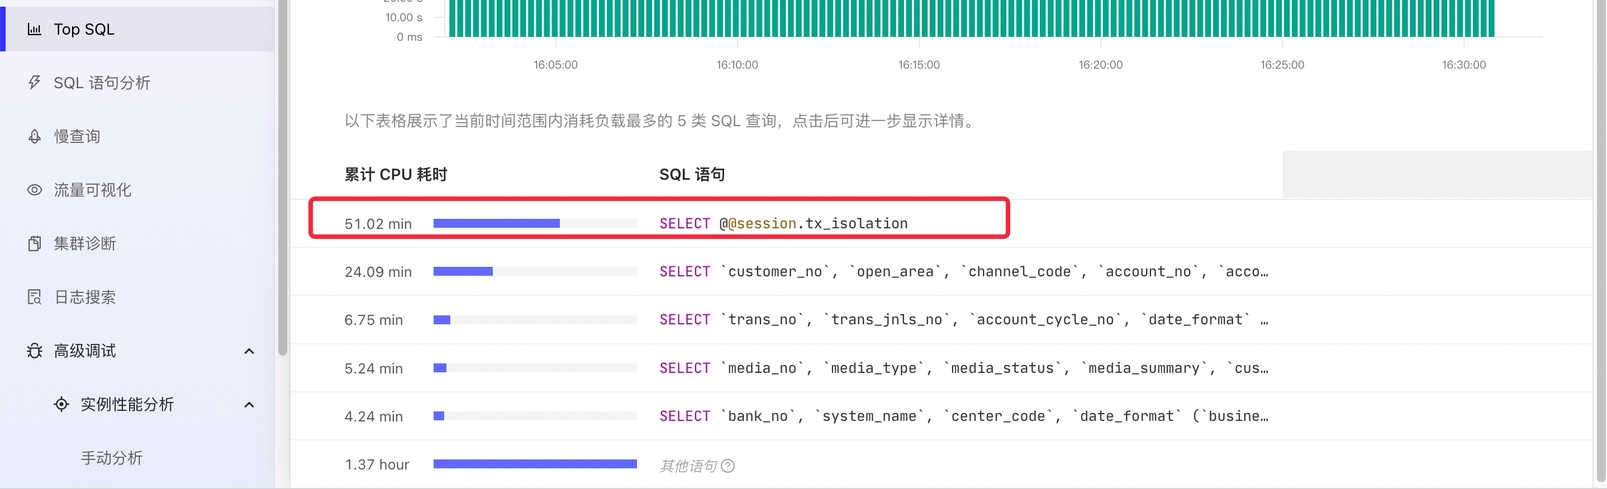 Top SQL
SQL 语句分析
慢查询
流量可视化
集群诊断
日志搜索
高级调试
实例性能分析
手动分析
10.00 s
0 ms
16:05:00 16:10:00 16:15:00 16:20:00 16:25:00 16:30:00
以下表格展示了当前时间范围内消耗负载最多的 5 类 SQL 查询，点击后可进一步显示详情。
累计 CPU 耗时 SQL 语句
51.02 min SELECT @@session.tx_isolation
24.09 min SELECT `customer_no`, `open_area`, `channel_code`, `account_no`, `acco…
6.75 min SELECT `trans_no`, `trans_jnls_no`, `account_cycle_no`, `date_format` …
5.24 min SELECT `media_no`, `media_type`, `media_status`, `media_summary`, `cus…
4.24 min SELECT `bank_no`, `system_name`, `center_code`, `date_format` (`busine…
1.37 hour 其他语句